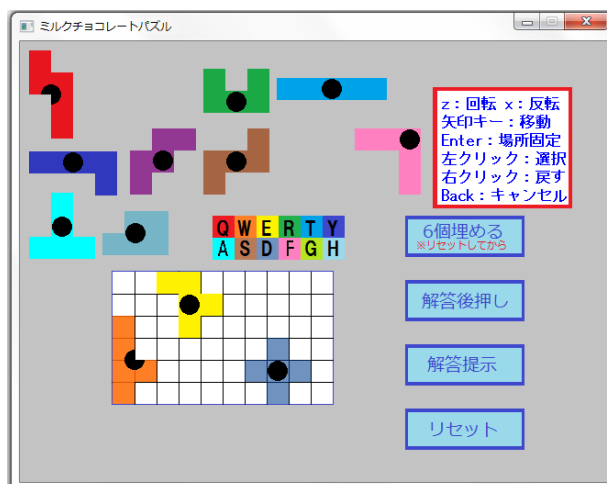 ミルクチョコレートパズル
z：回転 x：反転
矢印キー：移動
Enter：場所固定
左クリック：選択
右クリック：戻す
Back：キャンセル
Q W E R T Y
A S D F G H
6個埋める
※リセットしてから
解答後押し
解答提示
リセット